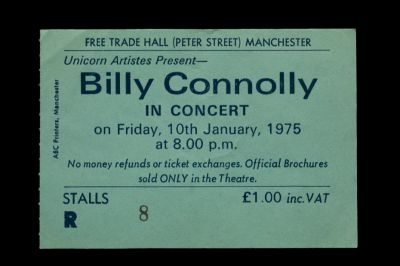 FREE TRADE HALL (PETER STREET) MANCHESTER
Unicorn Artistes Present—
Billy Connolly
IN CONCERT
on Friday, 10th January, 1975
at 8.00 p.m.
No money refunds or ticket exchanges. Official Brochures
sold ONLY in the Theatre.
STALLS £1.00 inc. VAT
R 8
ABC Printers, Manchester